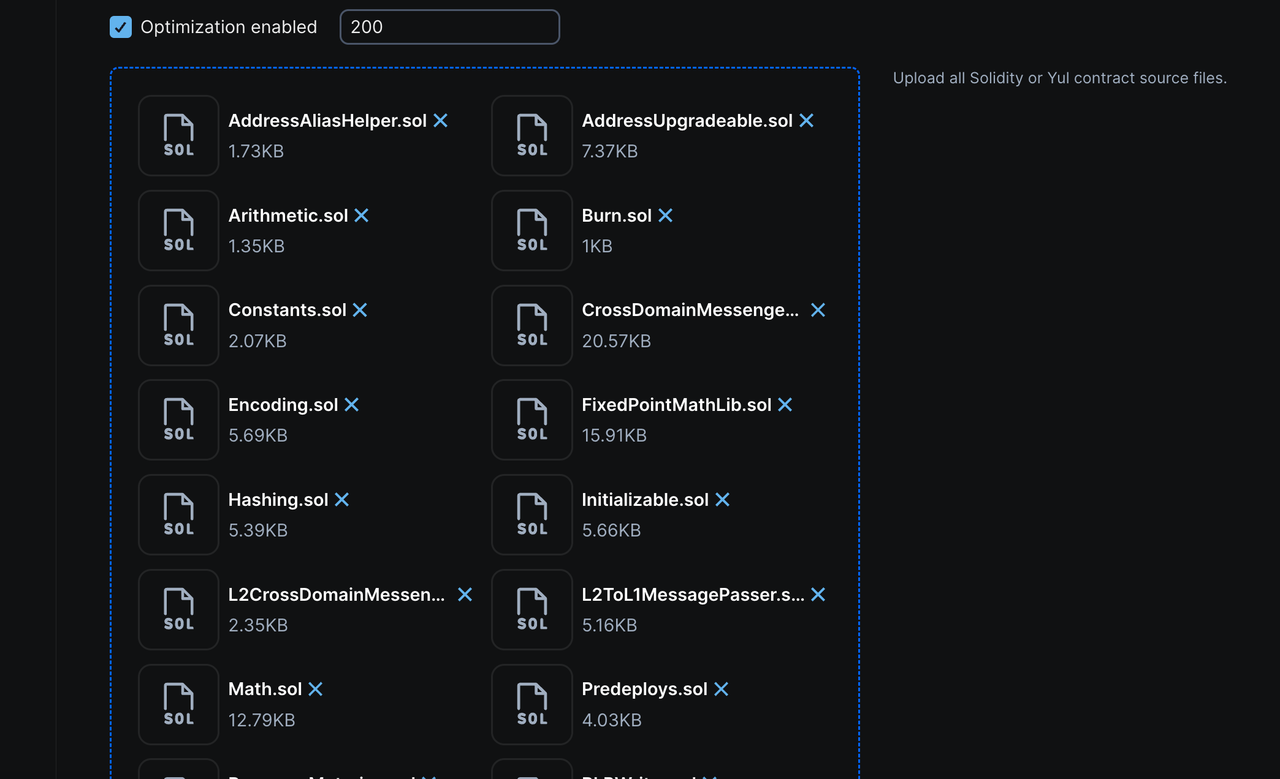 Optimization enabled 200
Upload all Solidity or Yul contract source files.
SOL AddressAliasHelper.sol
1.73KB
SOL AddressUpgradeable.sol
7.37KB
SOL Arithmetic.sol
1.35KB
SOL Burn.sol
1KB
SOL Constants.sol
2.07KB
SOL CrossDomainMessenge...
20.57KB
SOL Encoding.sol
5.69KB
SOL FixedPointMathLib.sol
15.91KB
SOL Hashing.sol
5.39KB
SOL Initializable.sol
5.66KB
SOL L2CrossDomainMessen...
2.35KB
SOL L2ToL1MessagePasser.s...
5.16KB
SOL Math.sol
12.79KB
SOL Predeploys.sol
4.03KB